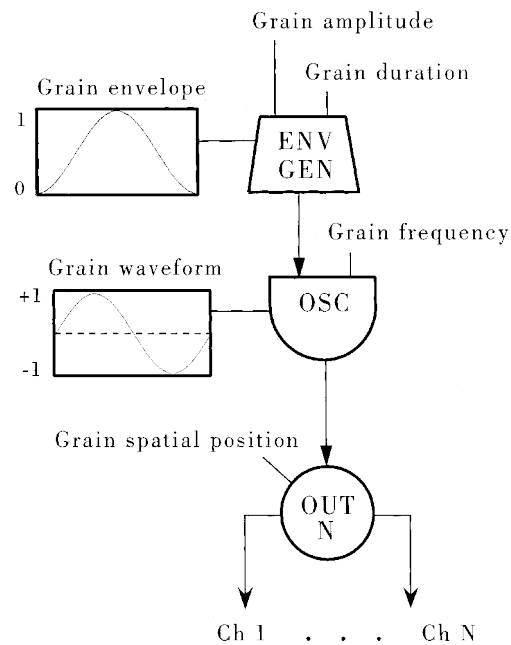 Grain amplitude
Grain duration
Grain envelope
1
0
ENV
GEN
Grain frequency
Grain waveform
+1
-1
OSC
Grain spatial position
OUT
N
Ch 1 . . . Ch N